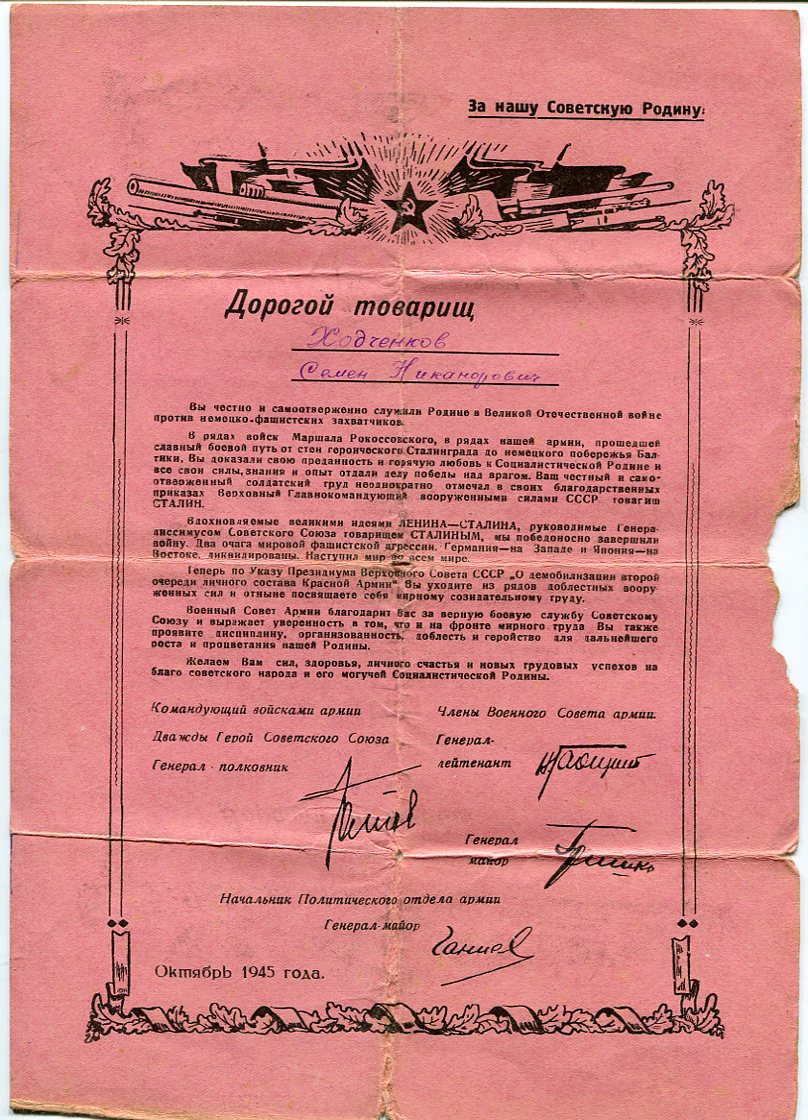 За нашу Советскую Родину!
Дорогой товарищ
Ходченков
Семен Никанорович
Вы честно и самоотверженно служили Родине в Великой Отечественной войне
против немецко-фашистских захватчиков.
В рядах войск Маршала Рокоссовского, в рядах нашей армии, прошедшей
славный боевой путь от стен героического Сталинграда до немецкого побережья Бал-
тики, Вы доказали свою преданность и горячую любовь к Социалистической Родине и
все свои силы, знания и опыт отдали делу победы над врагом. Ваш честный и само-
отверженный солдатский труд неоднократно отмечал в своих благодарственных
приказах Верховный Главнокомандующий вооруженными силами СССР товарищ
СТАЛИН.
Вдохновляемые великими идеями ЛЕНИНА—СТАЛИНА, руководимые Генера-
лиссимусом Советского Союза товарищем СТАЛИНЫМ, мы победоносно завершили
войну. Два очага мировой фашистской агрессии, Германия—на Западе и Япония—на
Востоке, ликвидированы. Наступил мир во всем мире.
Теперь по Указу Президиума Верховного Совета СССР „О демобилизации второй
очереди личного состава Красной Армии“ Вы уходите из рядов доблестных воору-
женных сил и отныне посвящаете себя мирному созидательному труду.
Военный Совет Армии благодарит Вас за верную боевую службу Советскому
Союзу и выражает уверенность в том, что и на фронте мирного труда Вы также
проявите дисциплину, организованность, доблесть и геройство для дальнейшего
роста и процветания нашей Родины.
Желаем Вам сил, здоровья, личного счастья и новых трудовых успехов на
благо советского народа и его могучей Социалистической Родины.
Командующий войсками армии
Дважды Герой Советского Союза
Генерал-полковник
Члены Военного Совета армии.
Генерал-
лейтенант
Генерал
майор
Начальник Политического отдела армии
Генерал-майор
Октябрь 1945 года.